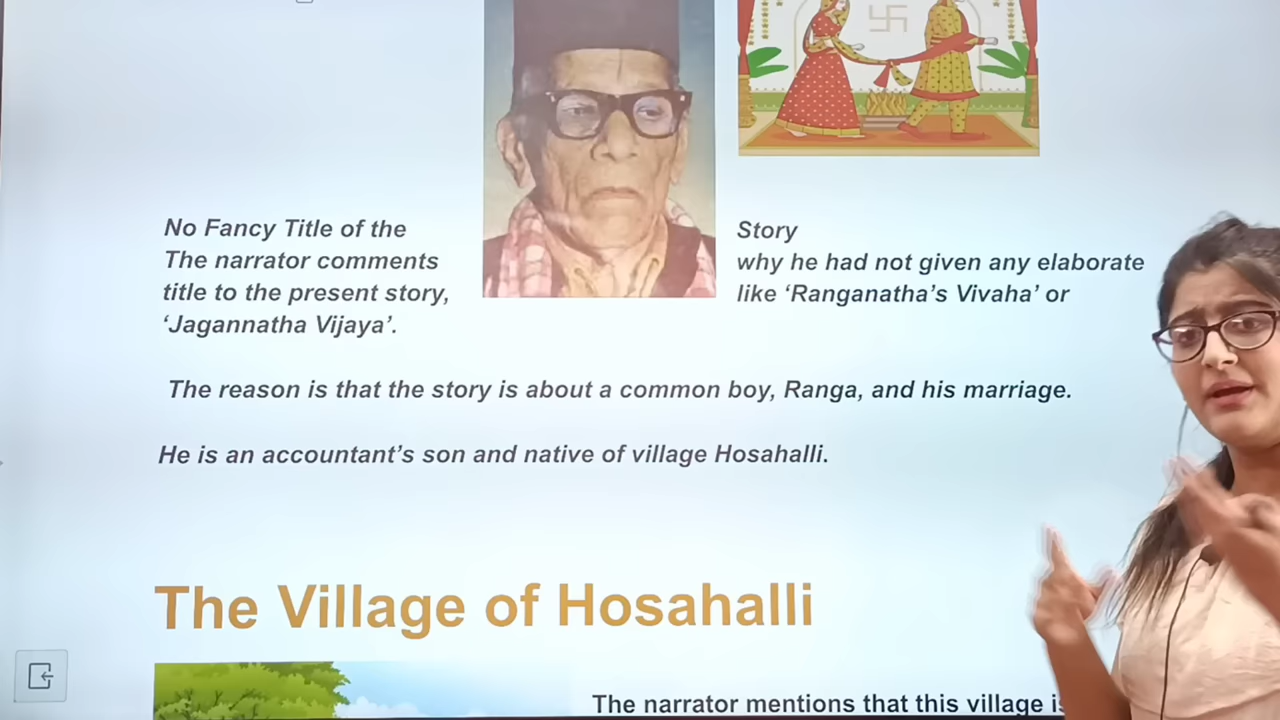 No Fancy Title of the Story
The narrator comments why he had not given any elaborate
title to the present story, like ‘Ranganatha’s Vivaha’ or
‘Jagannatha Vijaya’.
The reason is that the story is about a common boy, Ranga, and his marriage.
He is an accountant’s son and native of village Hosahalli.
The Village of Hosahalli
The narrator mentions that this village is